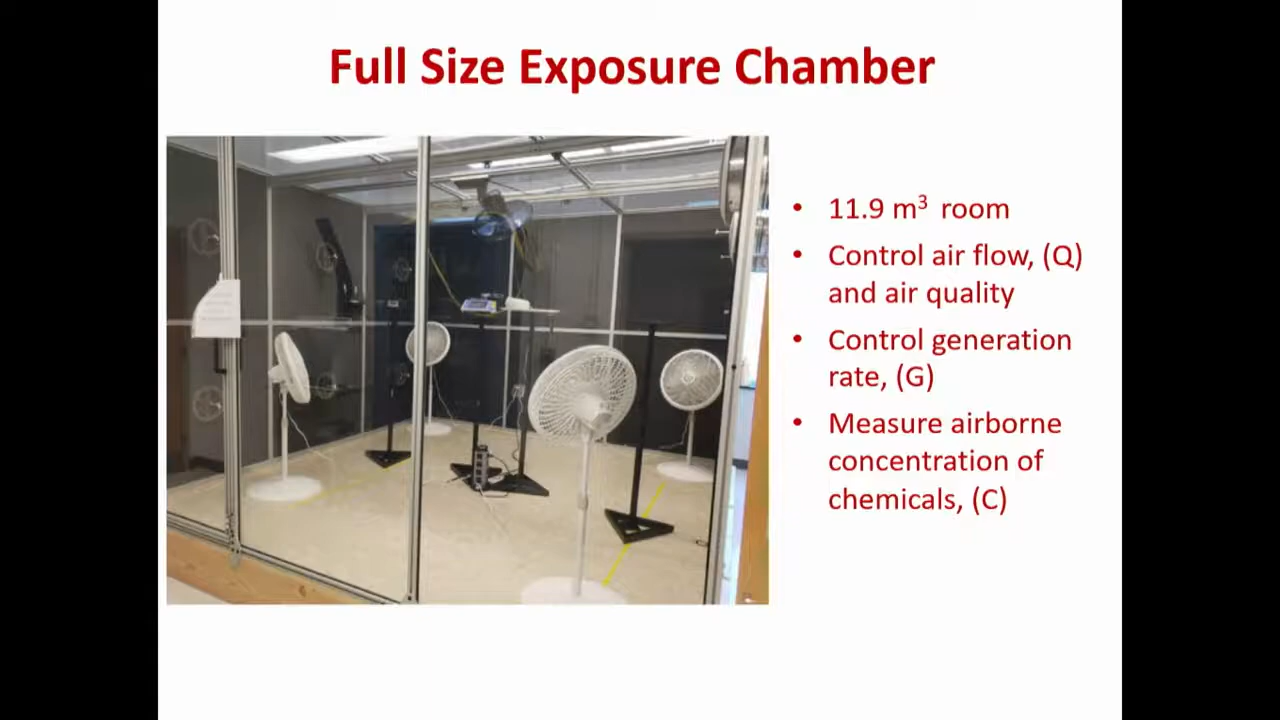 Full Size Exposure Chamber
• 11.9 m³ room
• Control air flow, (Q)
and air quality
• Control generation
rate, (G)
• Measure airborne
concentration of
chemicals, (C)